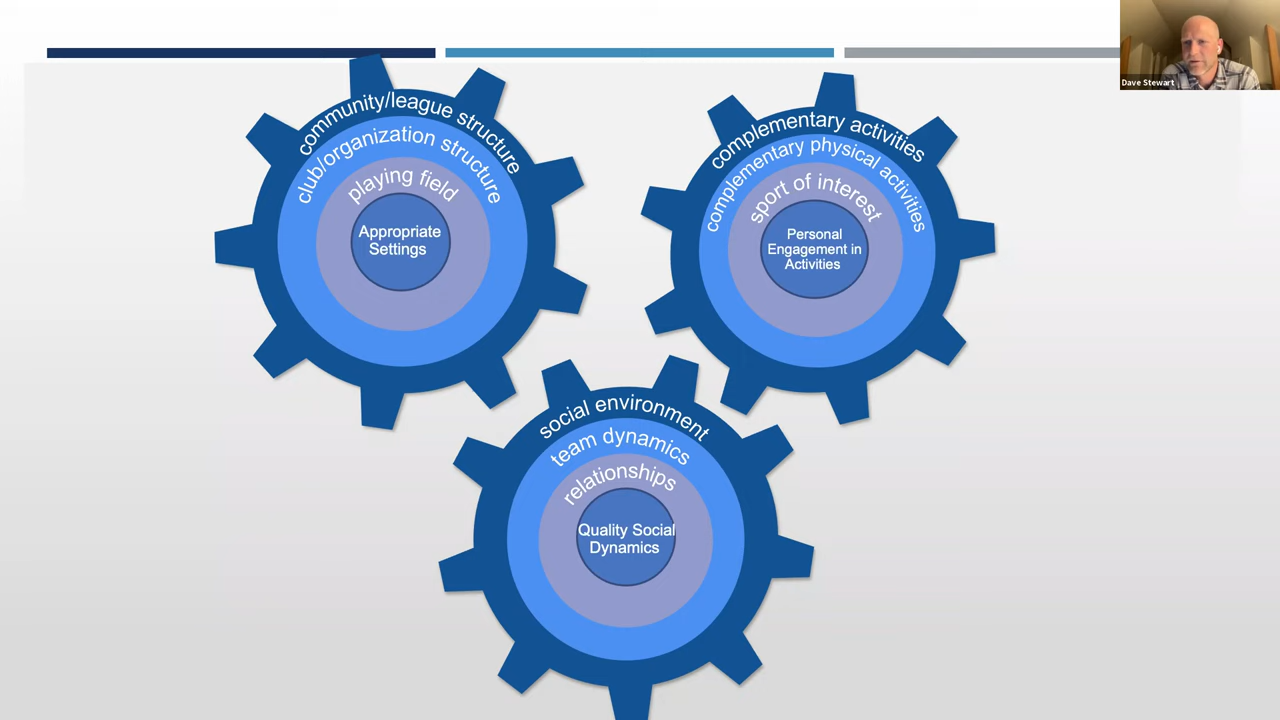 Dave Stewart
community/league structure
club/organization structure
playing field
Appropriate
Settings
complementary activities
complementary physical activities
sport of interest
Personal
Engagement in
Activities
social environment
team dynamics
relationships
Quality Social
Dynamics